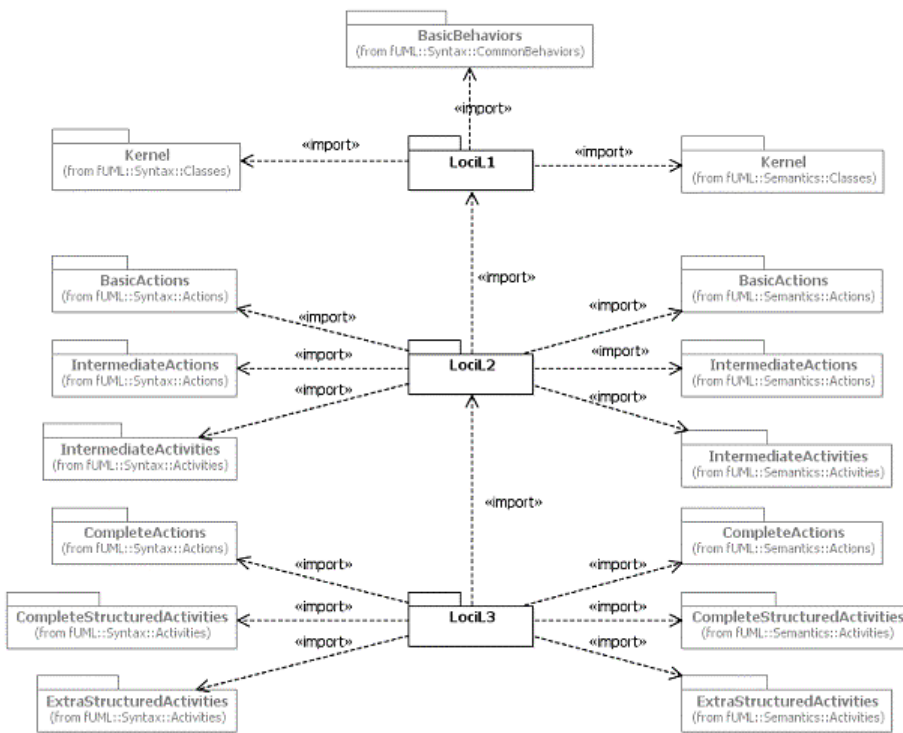 BasicBehaviors
(from fUML::Syntax::CommonBehaviors)
«import»
Kernel
(from fUML::Syntax::Classes)
«import»
LociL1
«import»
Kernel
(from fUML::Semantics::Classes)
«import»
BasicActions
(from fUML::Syntax::Actions)
«import»
BasicActions
(from fUML::Semantics::Actions)
«import»
IntermediateActions
(from fUML::Syntax::Actions)
«import»
LociL2
«import»
IntermediateActions
(from fUML::Semantics::Actions)
IntermediateActivities
(from fUML::Syntax::Activities)
«import»
«import»
IntermediateActivities
(from fUML::Semantics::Activities)
«import»
CompleteActions
(from fUML::Syntax::Actions)
«import»
«import»
CompleteActions
(from fUML::Semantics::Actions)
CompleteStructuredActivities
(from fUML::Syntax::Activities)
«import»
LociL3
«import»
CompleteStructuredActivities
(from fUML::Semantics::Activities)
«import»
«import»
ExtraStructuredActivities
(from fUML::Syntax::Activities)
ExtraStructuredActivities
(from fUML::Semantics::Activities)